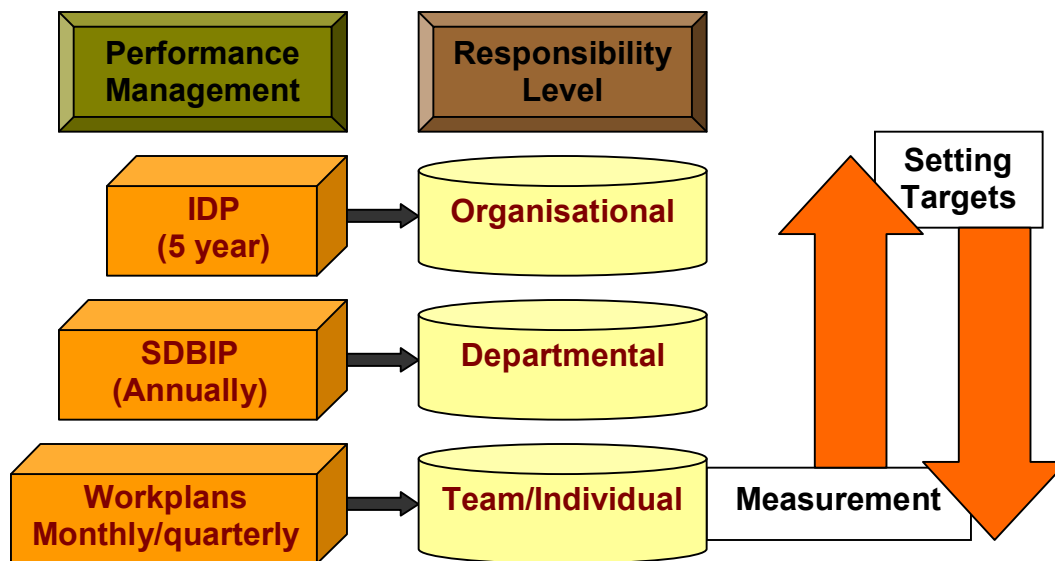 Performance
Management
Responsibility
Level
Setting
Targets
IDP
(5 year)
Organisational
SDBIP
(Annually)
Departmental
Workplans
Monthly/quarterly
Team/Individual
Measurement